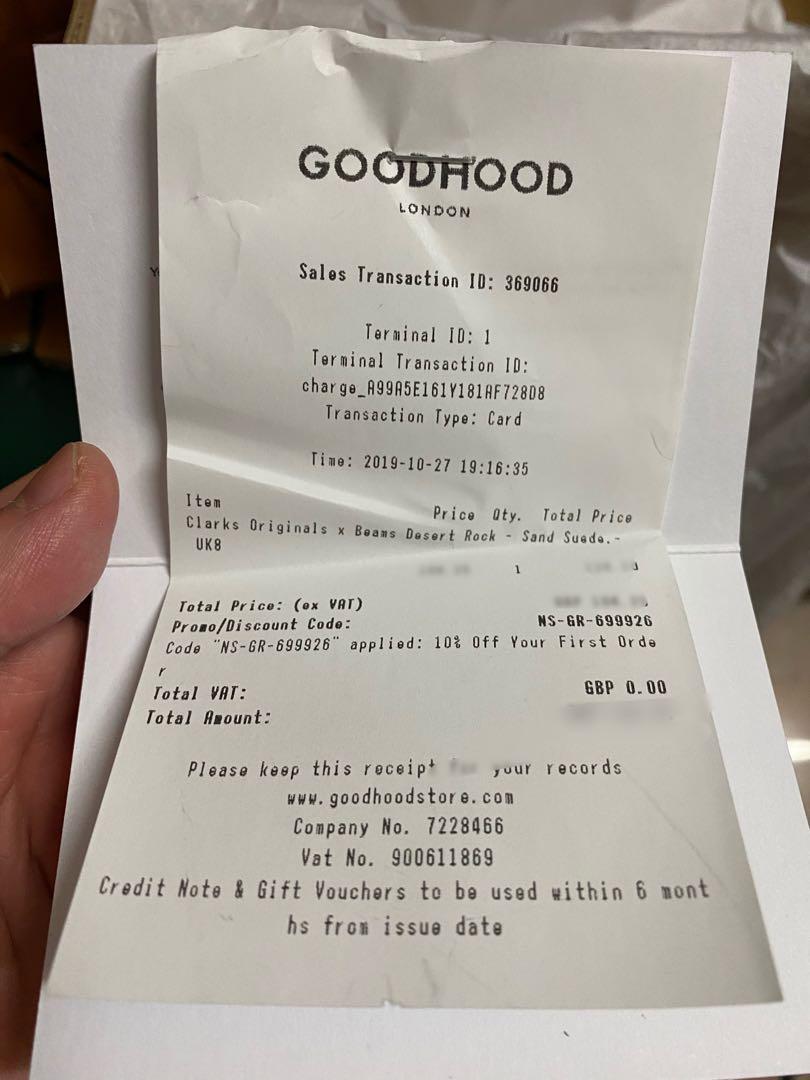 GOODHOOD
LONDON
Sales Transaction ID: 369066
Terminal ID: 1
Terminal Transaction ID:
charge_A99A5E161Y181AF728D8
Transaction Type: Card
Time: 2019-10-27 19:16:35
Item Price Qty. Total Price
Clarks Originals x Beams Desert Rock - Sand Suede.-
UK8
1
Total Price: (ex VAT)
Promo/Discount Code: NS-GR-699926
Code "NS-GR-699926" applied: 10% Off Your First Orde
r
Total VAT: GBP 0.00
Total Amount:
Please keep this receipt your records
www.goodhoodstore.com
Company No. 7228466
Vat No. 900611869
Credit Note & Gift Vouchers to be used within 6 mont
hs from issue date